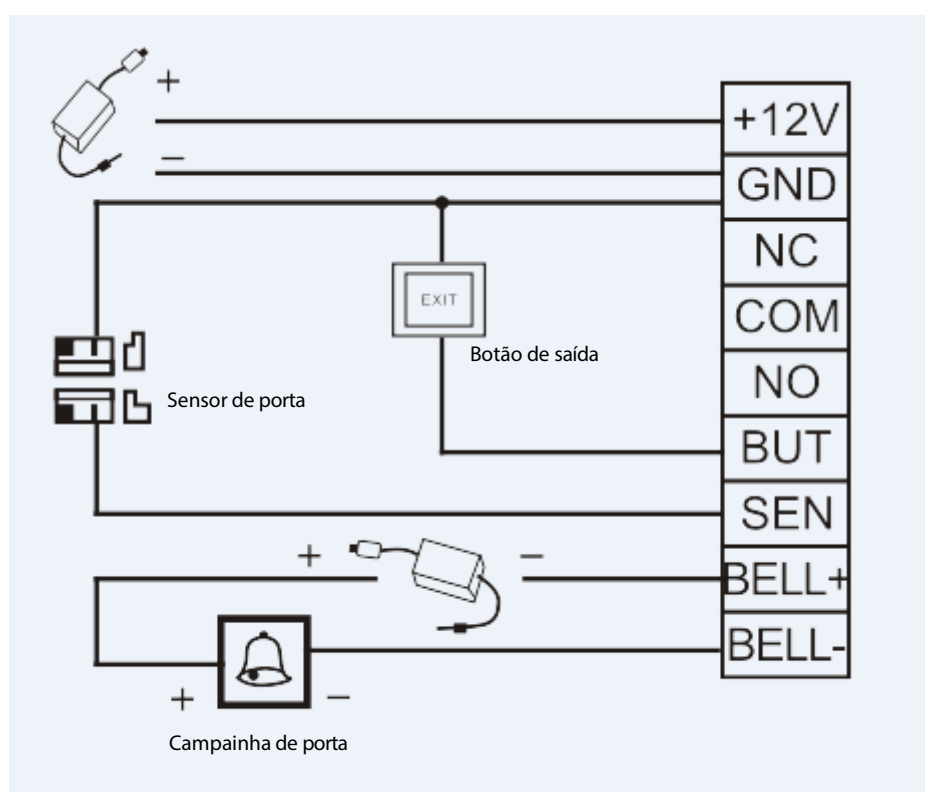 +
+12V
−
GND
NC
EXIT
COM
Botão de saída
NO
Sensor de porta
BUT
SEN
+ −
BELL+
BELL-
+ −
Campainha de porta